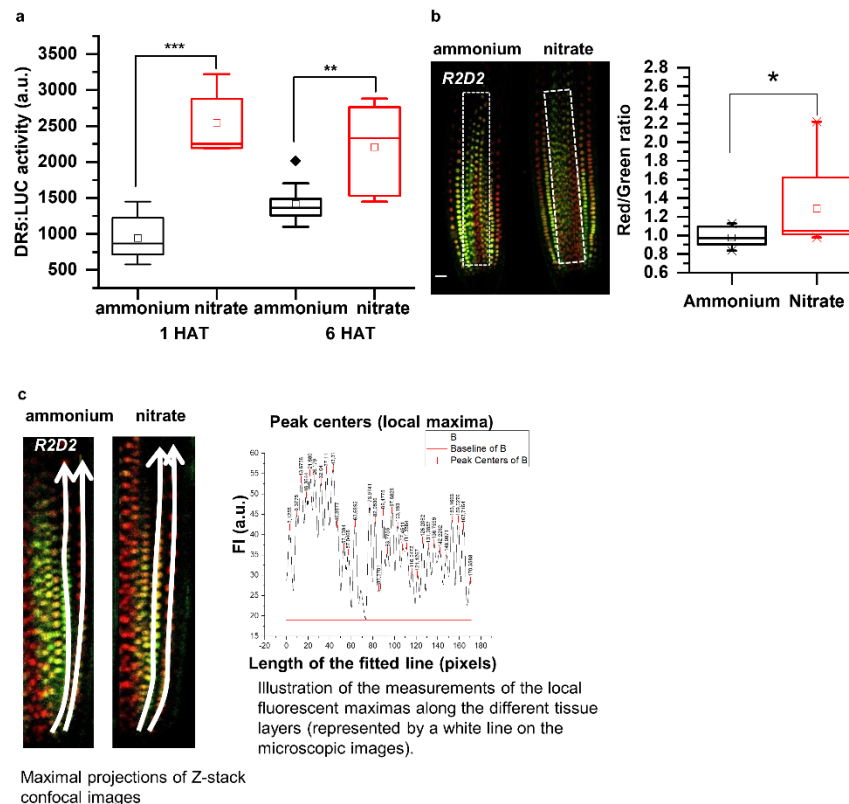 a
DR5:LUC activity (a.u.)
3500
3000
2500
2000
1500
1000
500
***
**
ammonium nitrate ammonium nitrate
1 HAT 6 HAT
b
ammonium nitrate
R2D2
Red/Green ratio
2.8
2.6
2.4
2.2
2.0
1.8
1.6
1.4
1.2
1.0
0.8
0.6
*
Ammonium Nitrate
c
ammonium nitrate
R2D2
Maximal projections of Z-stack
confocal images
Peak centers (local maxima)
B
Baseline of B
Peak Centers of B
FI (a.u.)
60
55
50
45
40
35
30
25
20
15
-20 0 20 40 60 80 100 120 140 160 180
Length of the fitted line (pixels)
Illustration of the measurements of the local
fluorescent maximas along the different tissue
layers (represented by a white line on the
microscopic images).